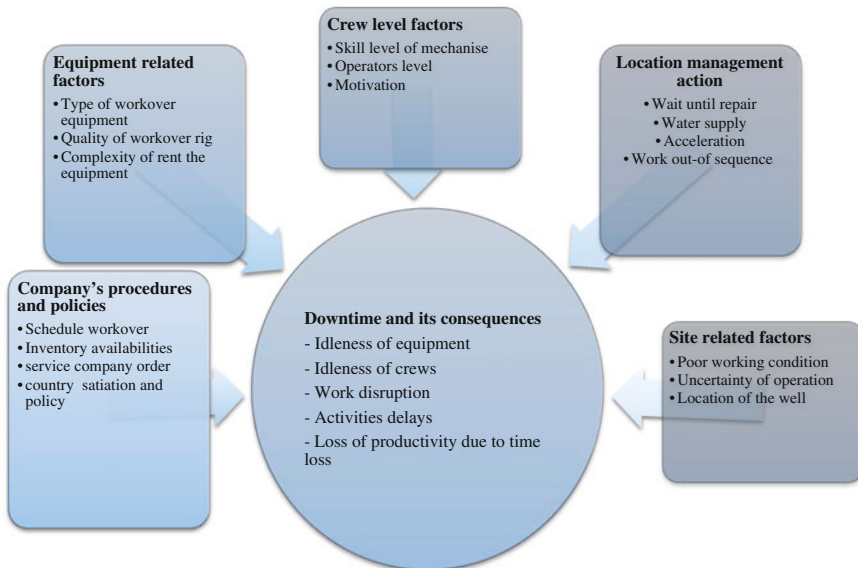 Crew level factors
• Skill level of mechanise
• Operators level
• Motivation
Equipment related
factors
• Type of workover
equipment
• Quality of workover rig
• Complexity of rent the
equipment
Location management
action
• Wait until repair
• Water supply
• Acceleration
• Work out-of sequence
Company's procedures
and policies
• Schedule workover
• Inventory availabilities
• service company order
• country satiation and
policy
Downtime and its consequences
- Idleness of equipment
- Idleness of crews
- Work disruption
- Activities delays
- Loss of productivity due to time
loss
Site related factors
• Poor working condition
• Uncertainty of operation
• Location of the well